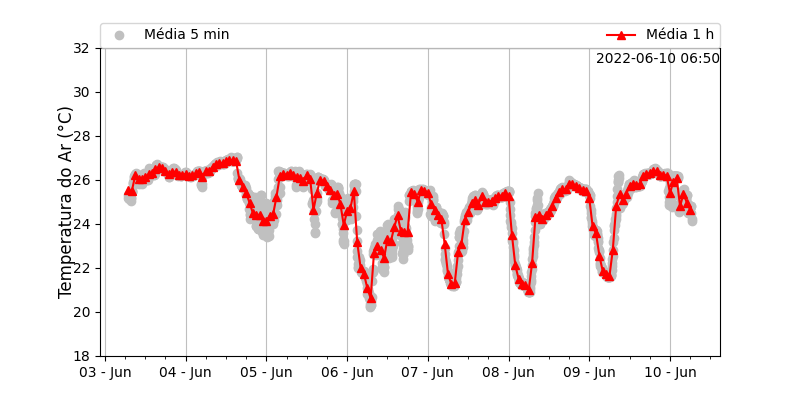 Média 5 min
Média 1 h
2022-06-10 06:50
Temperatura do Ar (°C)
32
30
28
26
24
22
20
18
03 - Jun
04 - Jun
05 - Jun
06 - Jun
07 - Jun
08 - Jun
09 - Jun
10 - Jun